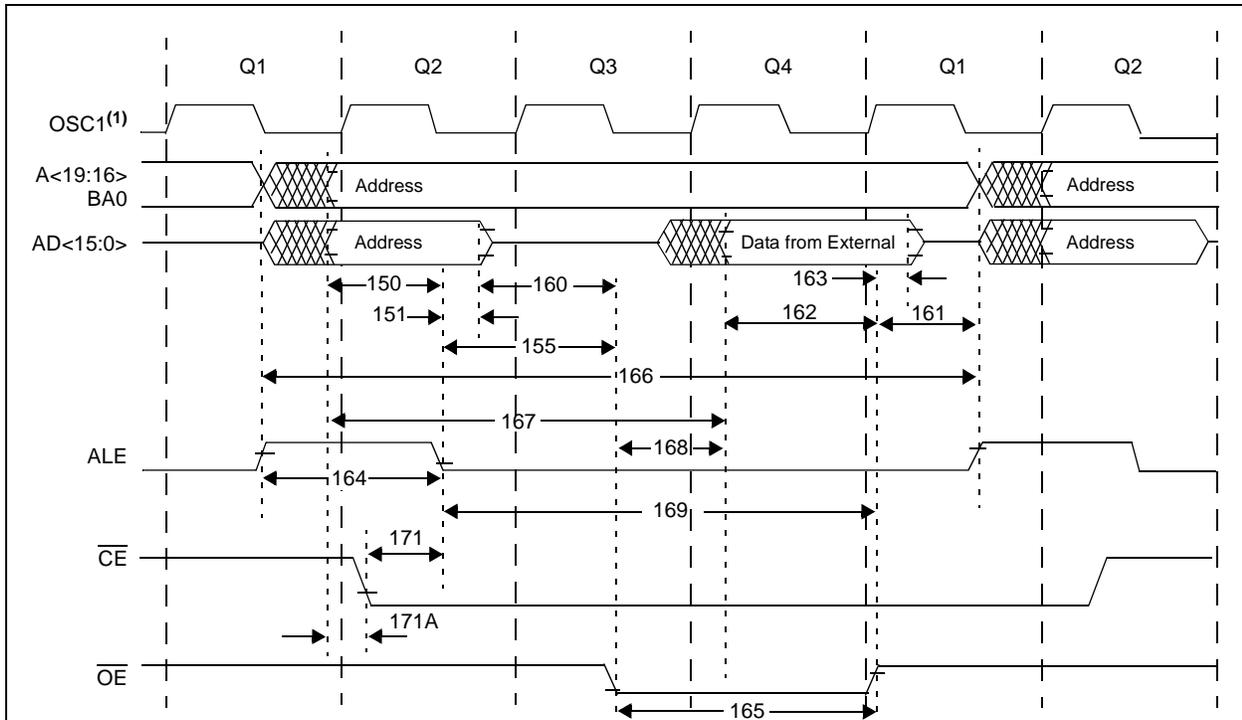 Q1 Q2 Q3 Q4 Q1 Q2
OSC1(1)
A<19:16>
BA0
Address
Address
AD<15:0>
Address
Data from External
Address
150
160
163
151
162
161
155
166
167
ALE
168
164
169
CE
171
171A
OE
165